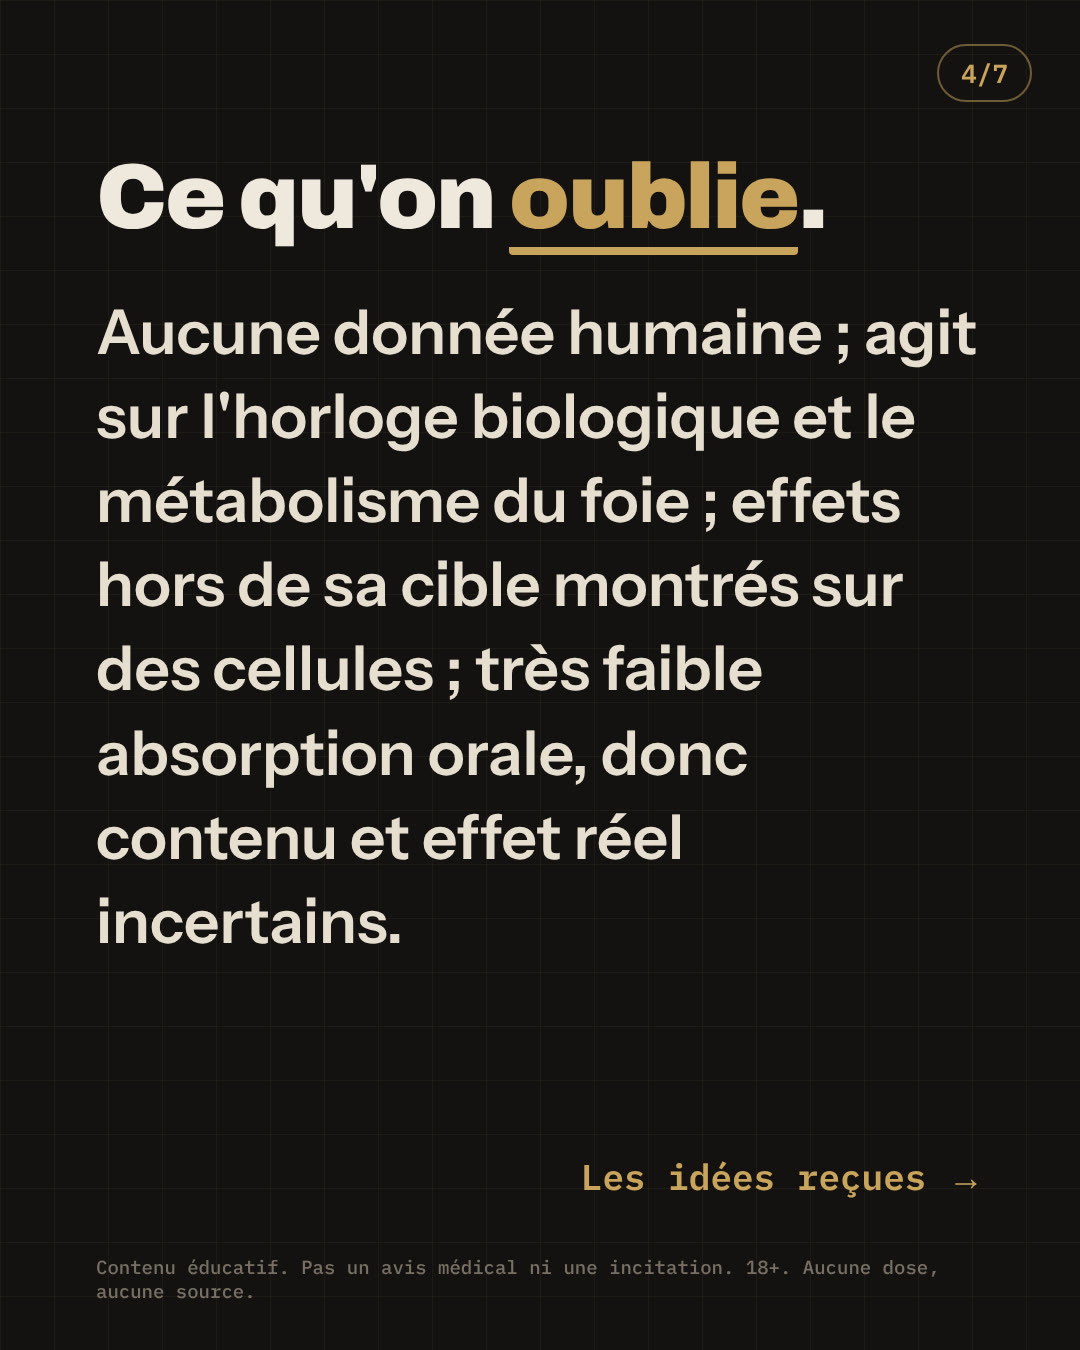 4/7
Ce qu'on oublie.
Aucune donnée humaine ; agit
sur l'horloge biologique et le
métabolisme du foie ; effets
hors de sa cible montrés sur
des cellules ; très faible
absorption orale, donc
contenu et effet réel
incertains.
Les idées reçues →
Contenu éducatif. Pas un avis médical ni une incitation. 18+. Aucune dose,
aucune source.